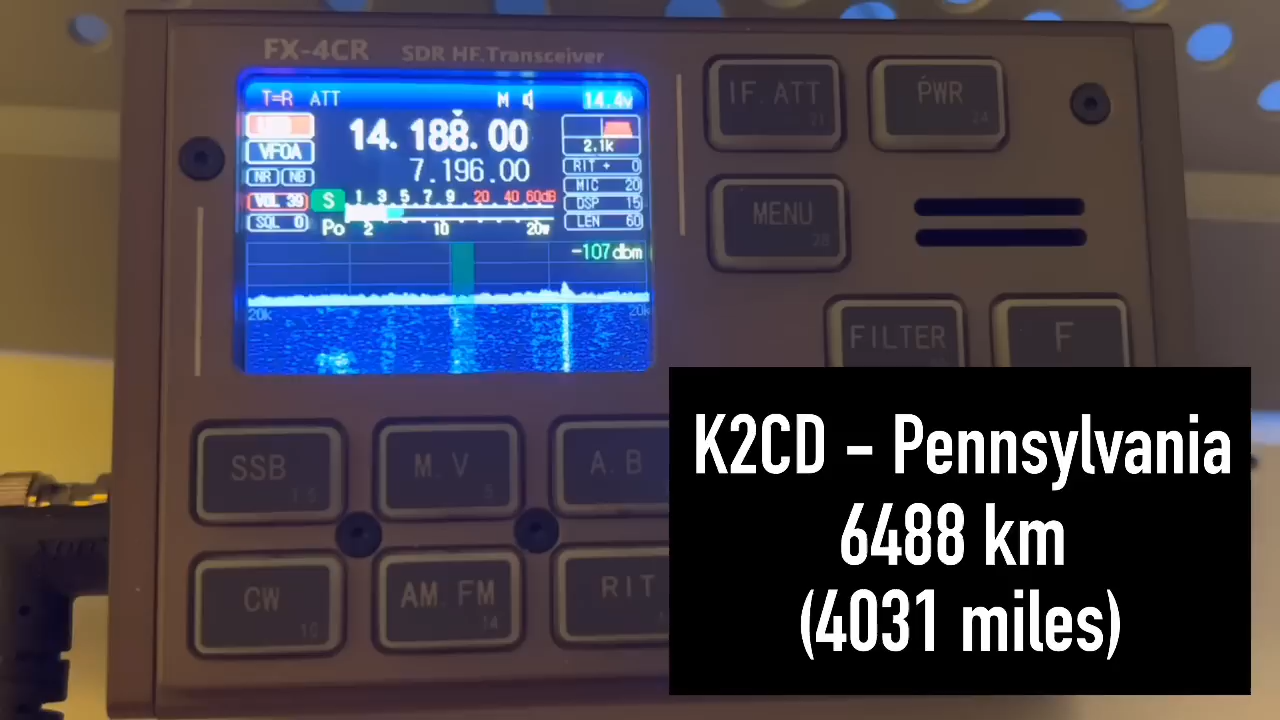 FX-4CR SDR HF.Transceiver
T=R ATT M 14.4v
VFOA 14.188.00
7.196.00 2.1k
NR NB RIT + 0
VOL 39 S 1 3 5 7 9 20 40 60dB MIC 20
DSP 15
SQL 0 Po 2 10 20w LEN 60
-107dbm
20k 0 20k
IF.ATT PWR
MENU
FILTER F
SSB M.V A.B
CW AM.FM RIT
K2CD - Pennsylvania
6488 km
(4031 miles)